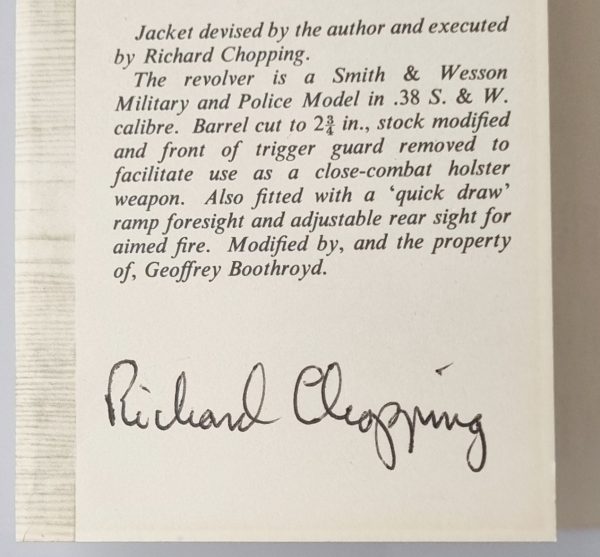 Jacket devised by the author and executed
by Richard Chopping.
The revolver is a Smith & Wesson
Military and Police Model in .38 S. & W.
calibre. Barrel cut to 2¾ in., stock modified
and front of trigger guard removed to
facilitate use as a close-combat holster
weapon. Also fitted with a ‘quick draw’
ramp foresight and adjustable rear sight for
aimed fire. Modified by, and the property
of, Geoffrey Boothroyd.
Richard Chopping